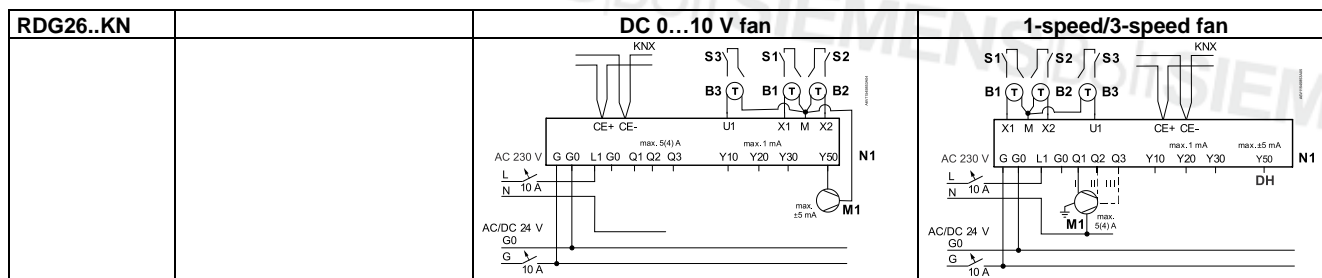 RDG26..KN DC 0…10 V fan 1-speed/3-speed fan
KNX
S3 S1 S2
B3 T B1 T T B2
CE+ CE- U1 X1 M X2
max. 5(4) A max. 1 mA
AC 230 V G G0 L1 G0 Q1 Q2 Q3 Y10 Y20 Y30 Y50 N1
L
10 A
N
max.
±5 mA
M1
AC/DC 24 V
G0
G
10 A
KNX
S1 S2 S3
B1 T T B2 T B3
X1 M X2 U1 CE+ CE-
max. 1 mA max.±5 mA
AC 230 V G G0 L1 G0 Q1 Q2 Q3 Y10 Y20 Y30 Y50 N1
DH
L
10 A
N
I II III
M1
max.
5(4) A
AC/DC 24 V
G0
G
10 A
SIEMENS
SIE